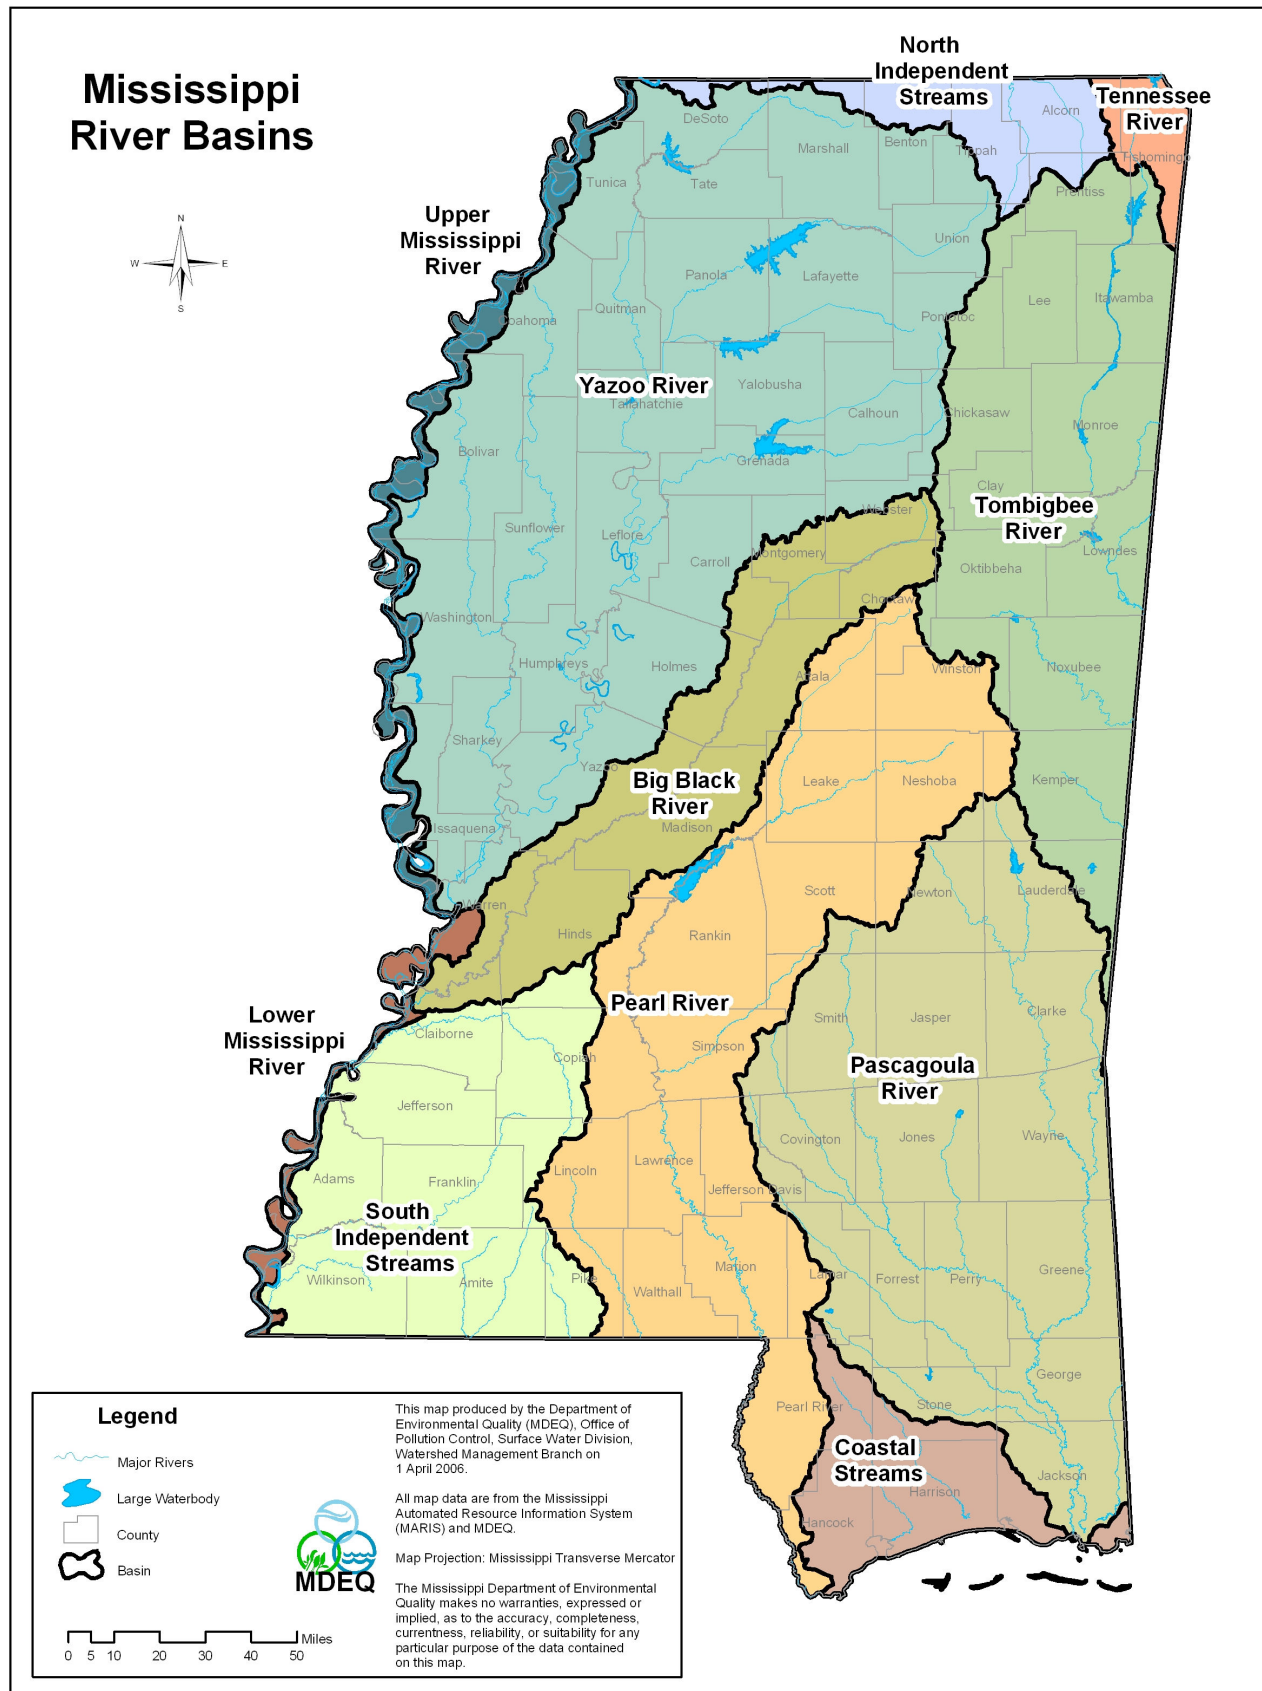 Mississippi
River Basins
North
Independent
Streams
Tennessee
River
Upper
Mississippi
River
N
W
E
S
DeSoto
Marshall
Benton
Tippah
Alcorn
Tishomingo
Tunica
Tate
Prentiss
Union
Panola
Lafayette
Lee
Itawamba
Coahoma
Quitman
Pontotoc
Yazoo River
Tallahatchie
Yalobusha
Calhoun
Chickasaw
Monroe
Bolivar
Grenada
Clay
Tombigbee
River
Sunflower
Leflore
Carroll
Montgomery
Webster
Lowndes
Oktibbeha
Choctaw
Washington
Humphreys
Holmes
Attala
Winston
Noxubee
Sharkey
Yazoo
Big Black
River
Leake
Neshoba
Kemper
Issaquena
Madison
Warren
Hinds
Rankin
Scott
Newton
Lauderdale
Lower
Mississippi
River
Pearl River
Claiborne
Copiah
Simpson
Smith
Jasper
Clarke
Pascagoula
River
Jefferson
Covington
Jones
Wayne
Adams
Franklin
Lincoln
Lawrence
Jefferson Davis
South
Independent
Streams
Wilkinson
Amite
Pike
Walthall
Marion
Lamar
Forrest
Perry
Greene
George
Pearl River
Stone
Coastal
Streams
Jackson
Harrison
Hancock
Legend
Major Rivers
Large Waterbody
County
Basin
0 5 10 20 30 40 50
Miles
MDEQ
This map produced by the Department of
Environmental Quality (MDEQ), Office of
Pollution Control, Surface Water Division,
Watershed Management Branch on
1 April 2006.
All map data are from the Mississippi
Automated Resource Information System
(MARIS) and MDEQ.
Map Projection: Mississippi Transverse Mercator
The Mississippi Department of Environmental
Quality makes no warranties, expressed or
implied, as to the accuracy, completeness,
currentness, reliability, or suitability for any
particular purpose of the data contained
on this map.